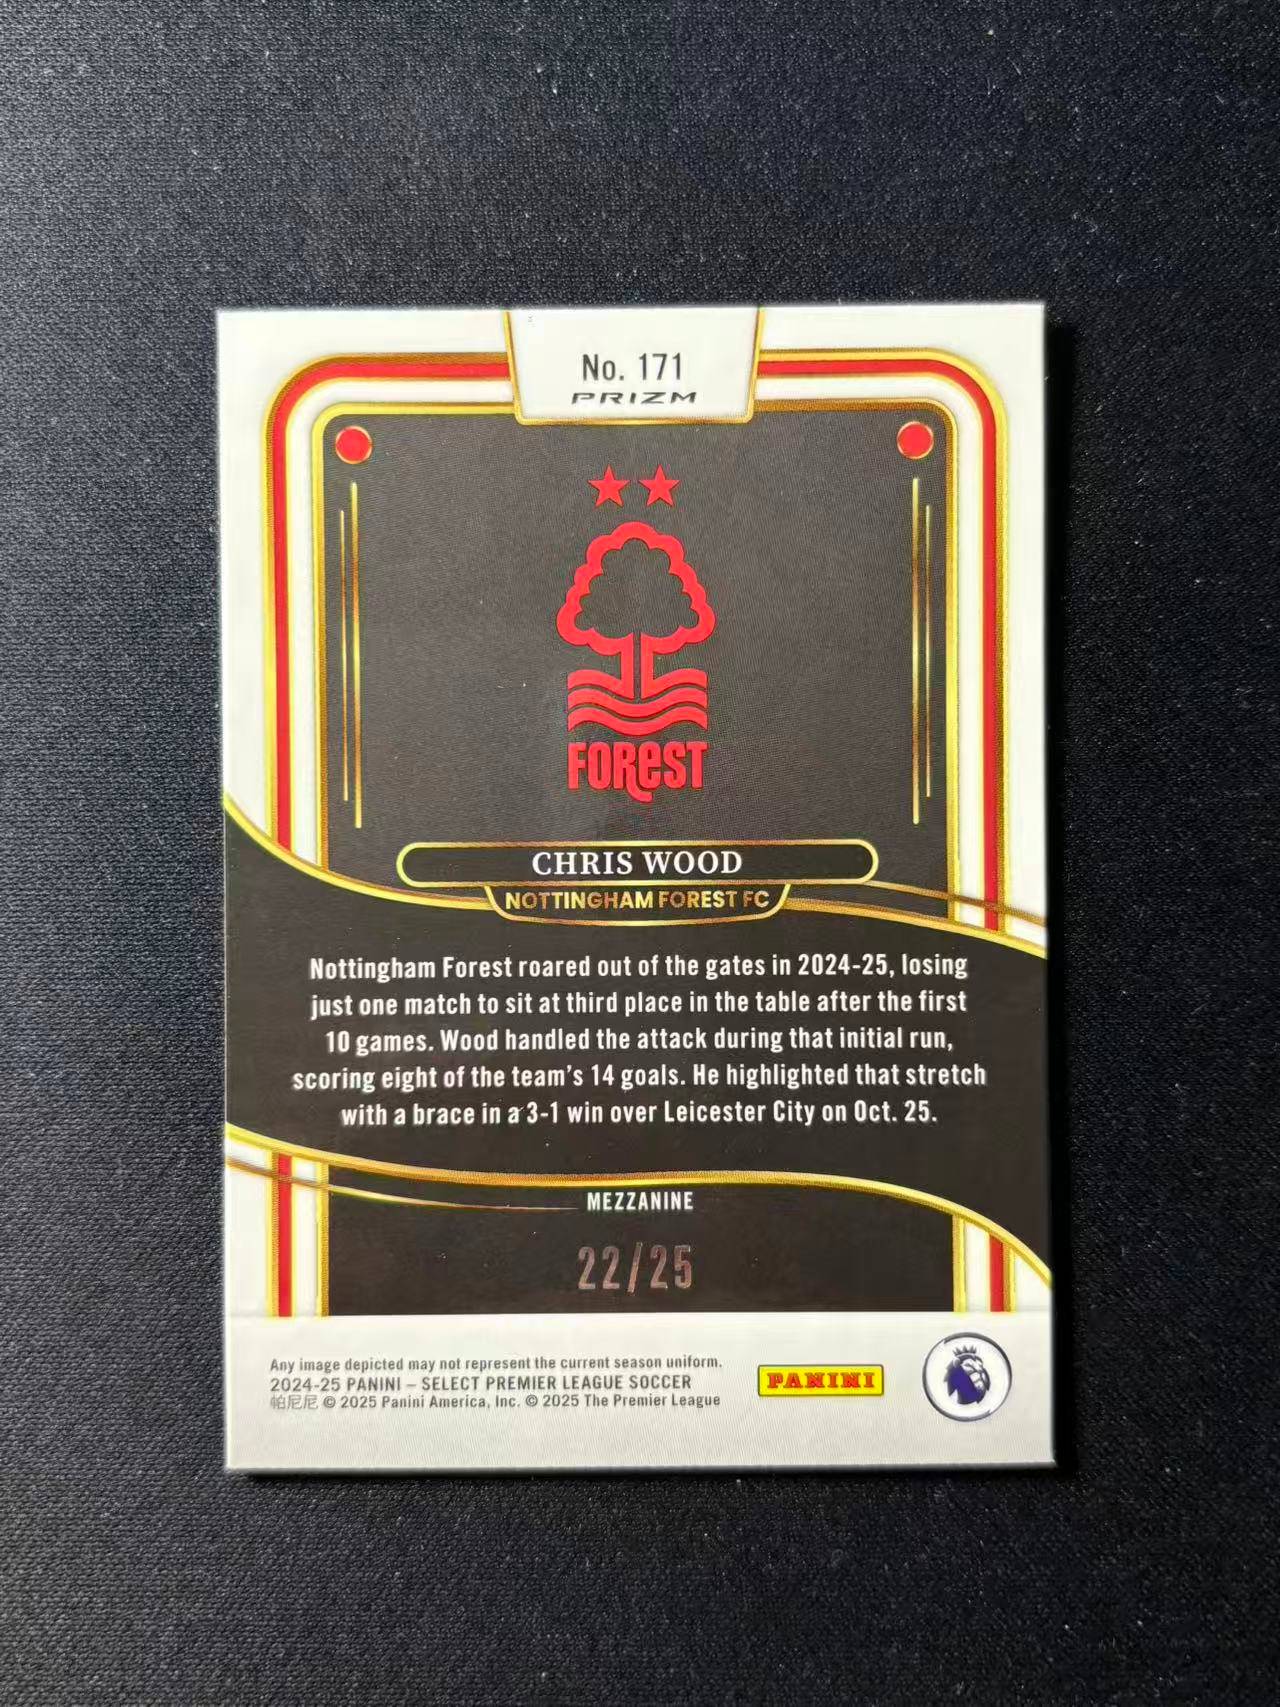 No. 171
PRIZM
FOREST
CHRIS WOOD
NOTTINGHAM FOREST FC
Nottingham Forest roared out of the gates in 2024-25, losing
just one match to sit at third place in the table after the first
10 games. Wood handled the attack during that initial run,
scoring eight of the team's 14 goals. He highlighted that stretch
with a brace in a 3-1 win over Leicester City on Oct. 25.
MEZZANINE
22/25
Any image depicted may not represent the current season uniform.
2024-25 PANINI – SELECT PREMIER LEAGUE SOCCER
帕尼尼 © 2025 Panini America, Inc. © 2025 The Premier League
PANINI